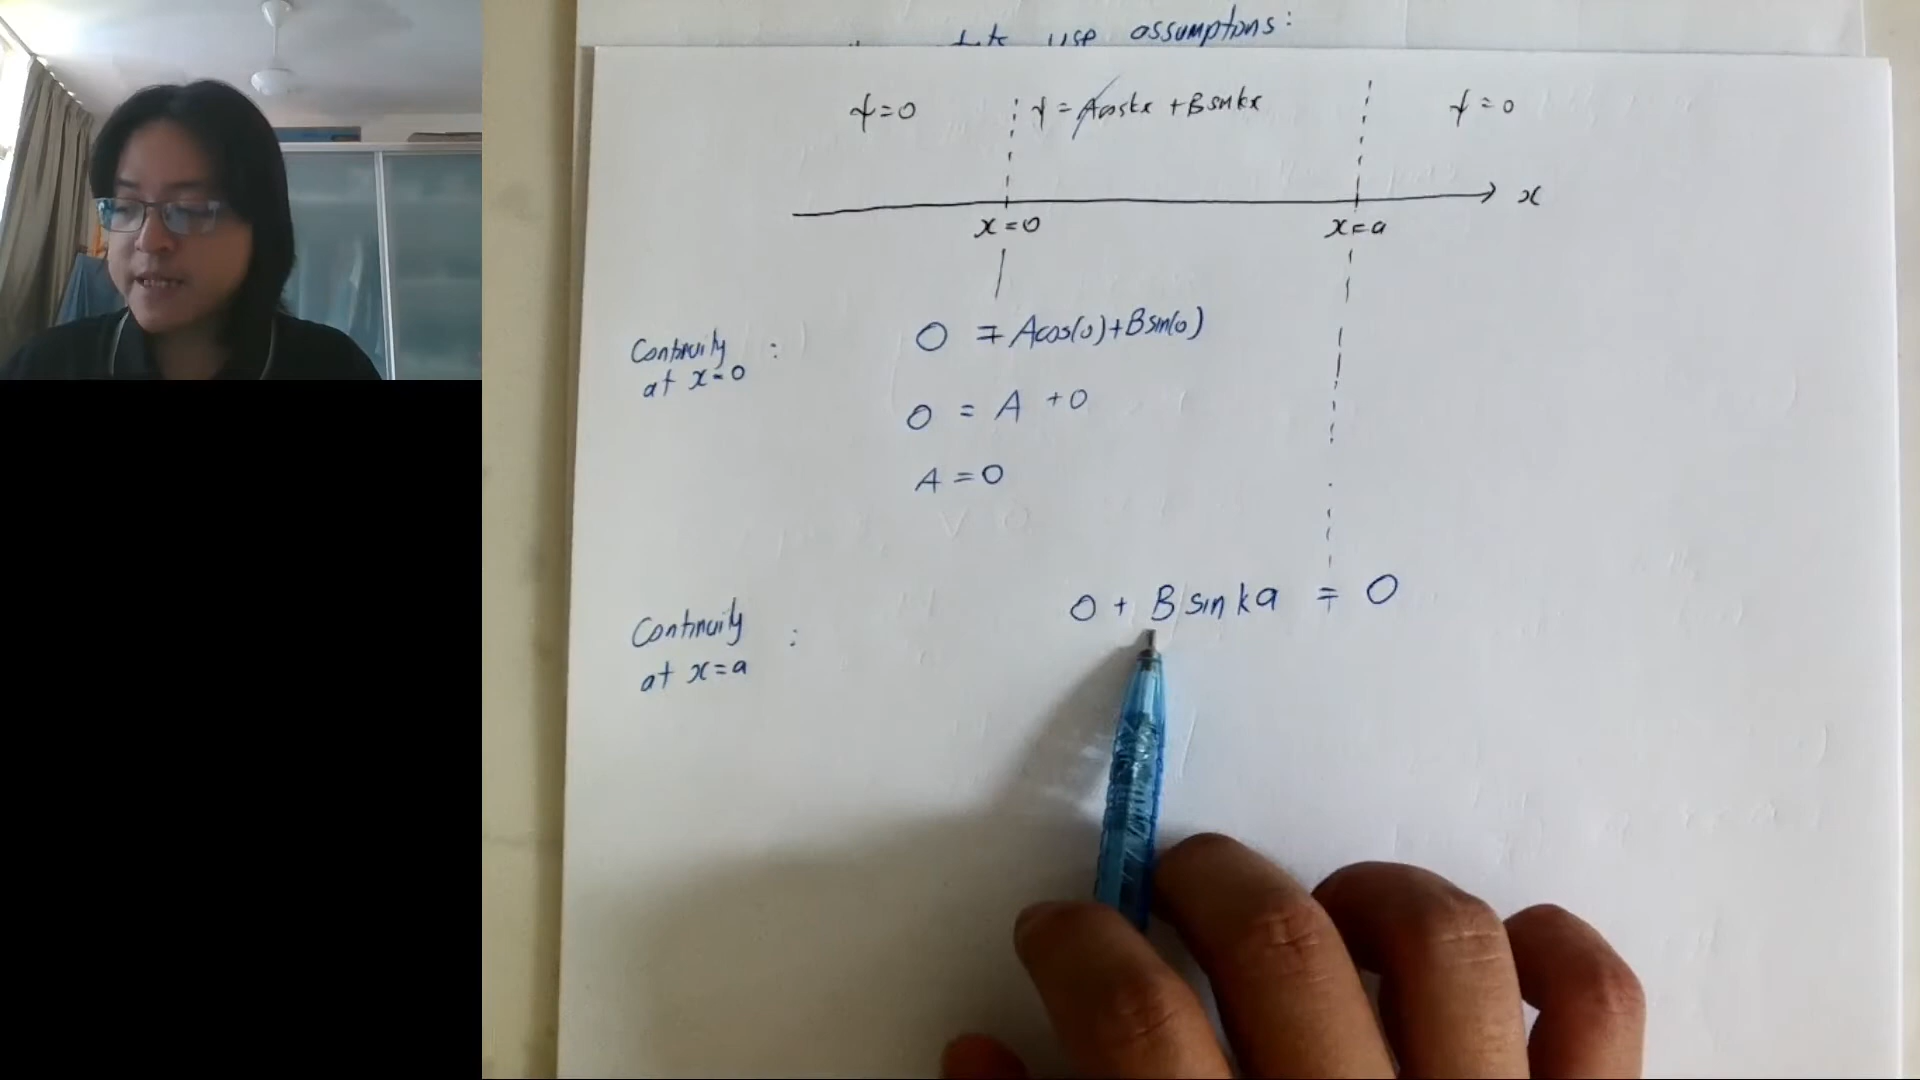 use assumptions:
ψ=0
ψ = Acoskx + Bsinkx
ψ=0
x
x=0
x=a
Continuity
at x=0
:
0 = Acos(0)+Bsin(0)
0 = A +0
A =0
Continuity
at x=a
:
0 + B sin ka = 0